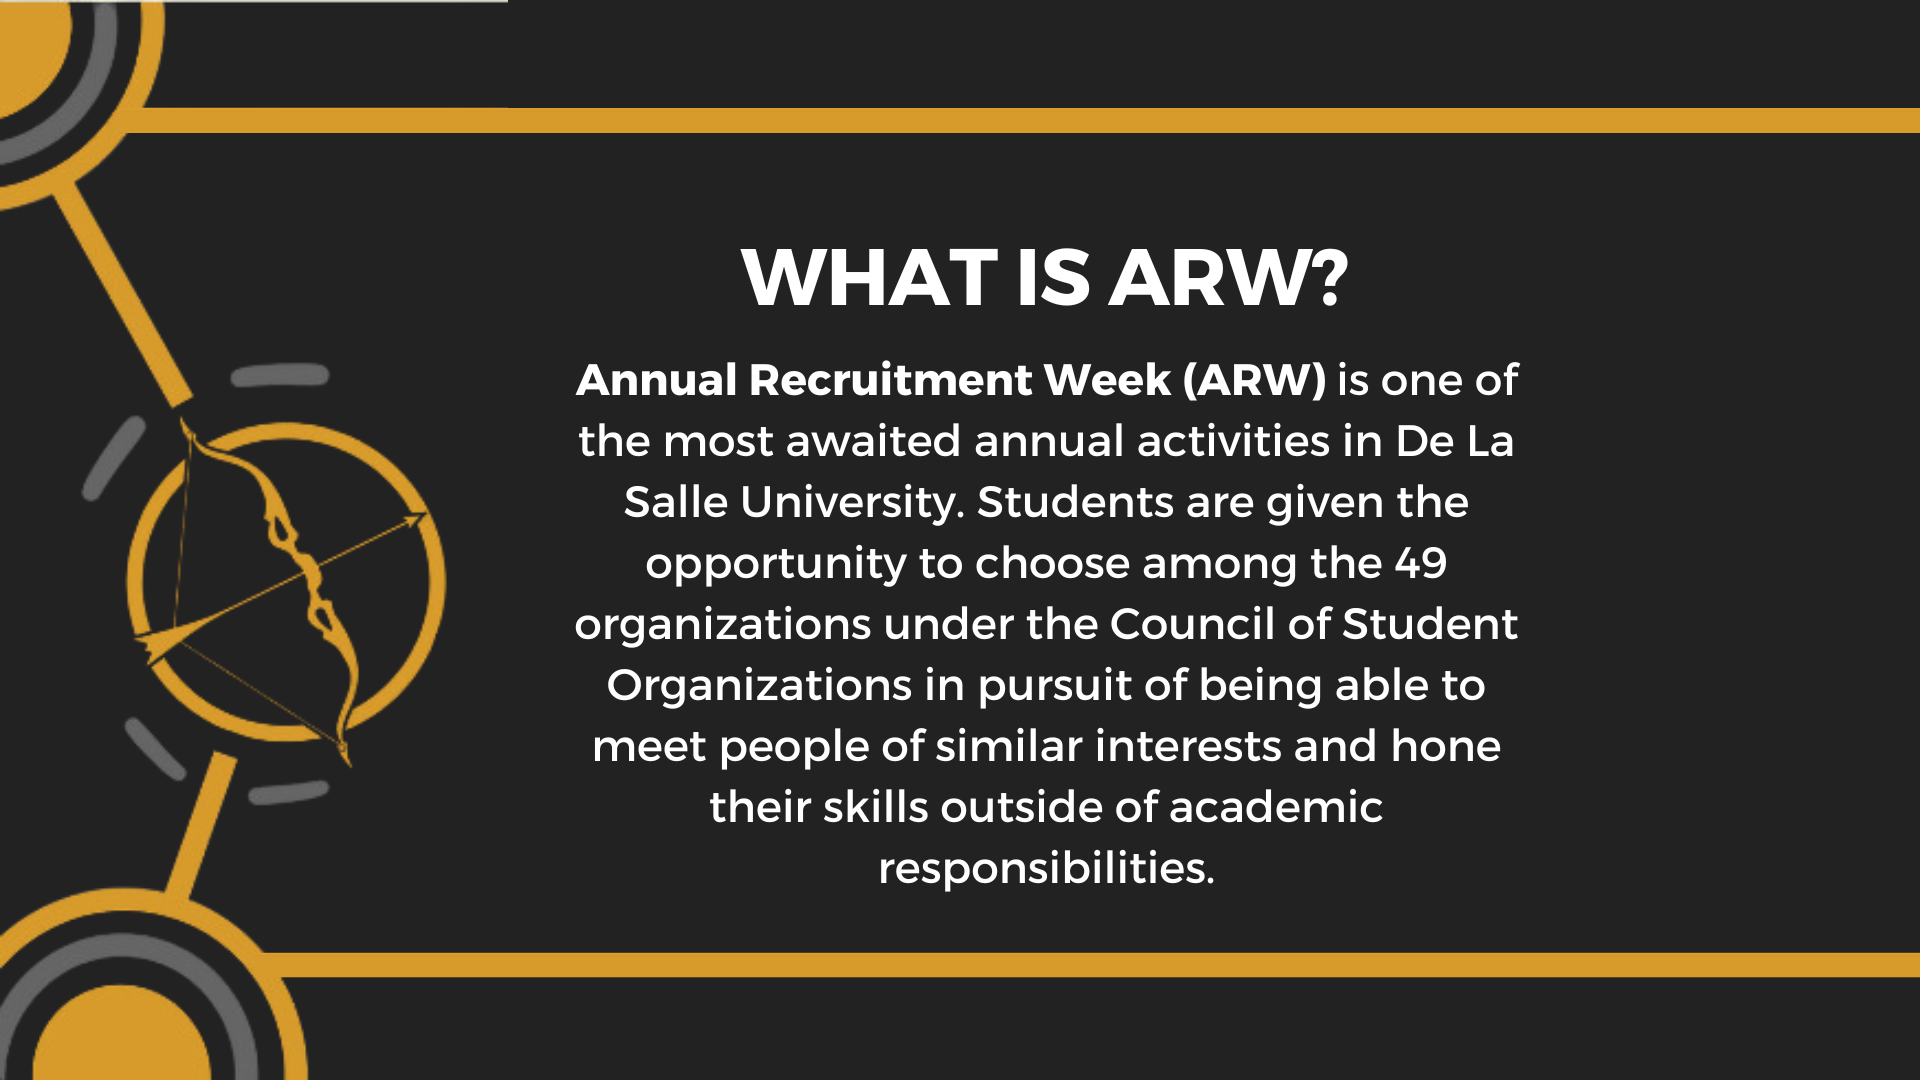 WHAT IS ARW?
Annual Recruitment Week (ARW) is one of
the most awaited annual activities in De La
Salle University. Students are given the
opportunity to choose among the 49
organizations under the Council of Student
Organizations in pursuit of being able to
meet people of similar interests and hone
their skills outside of academic
responsibilities.